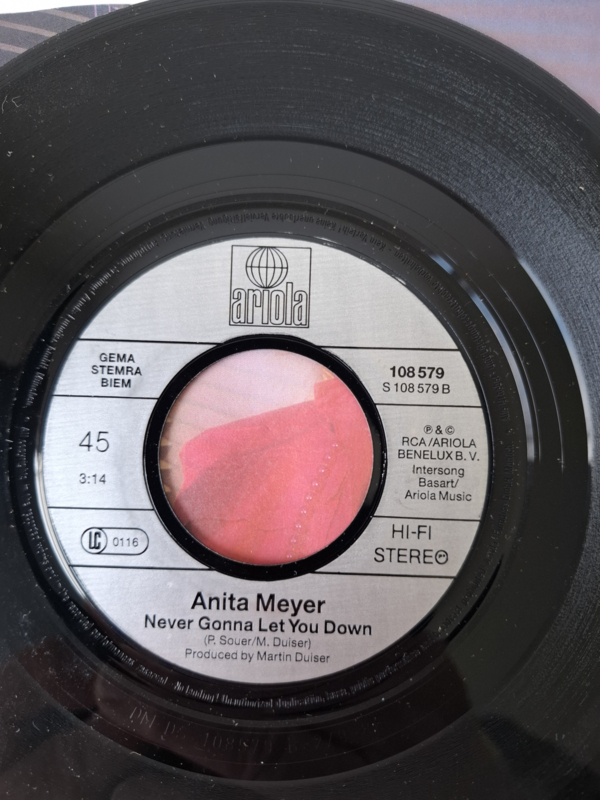 ariola
GEMA
STEMRA
BIEM
108 579
S 108 579 B
45
3:14
℗ & ©
RCA/ARIOLA
BENELUX B. V.
Intersong
Basart/
Ariola Music
LC 0116
HI-FI
STEREO
Anita Meyer
Never Gonna Let You Down
(P. Souer/M. Duiser)
Produced by Martin Duiser